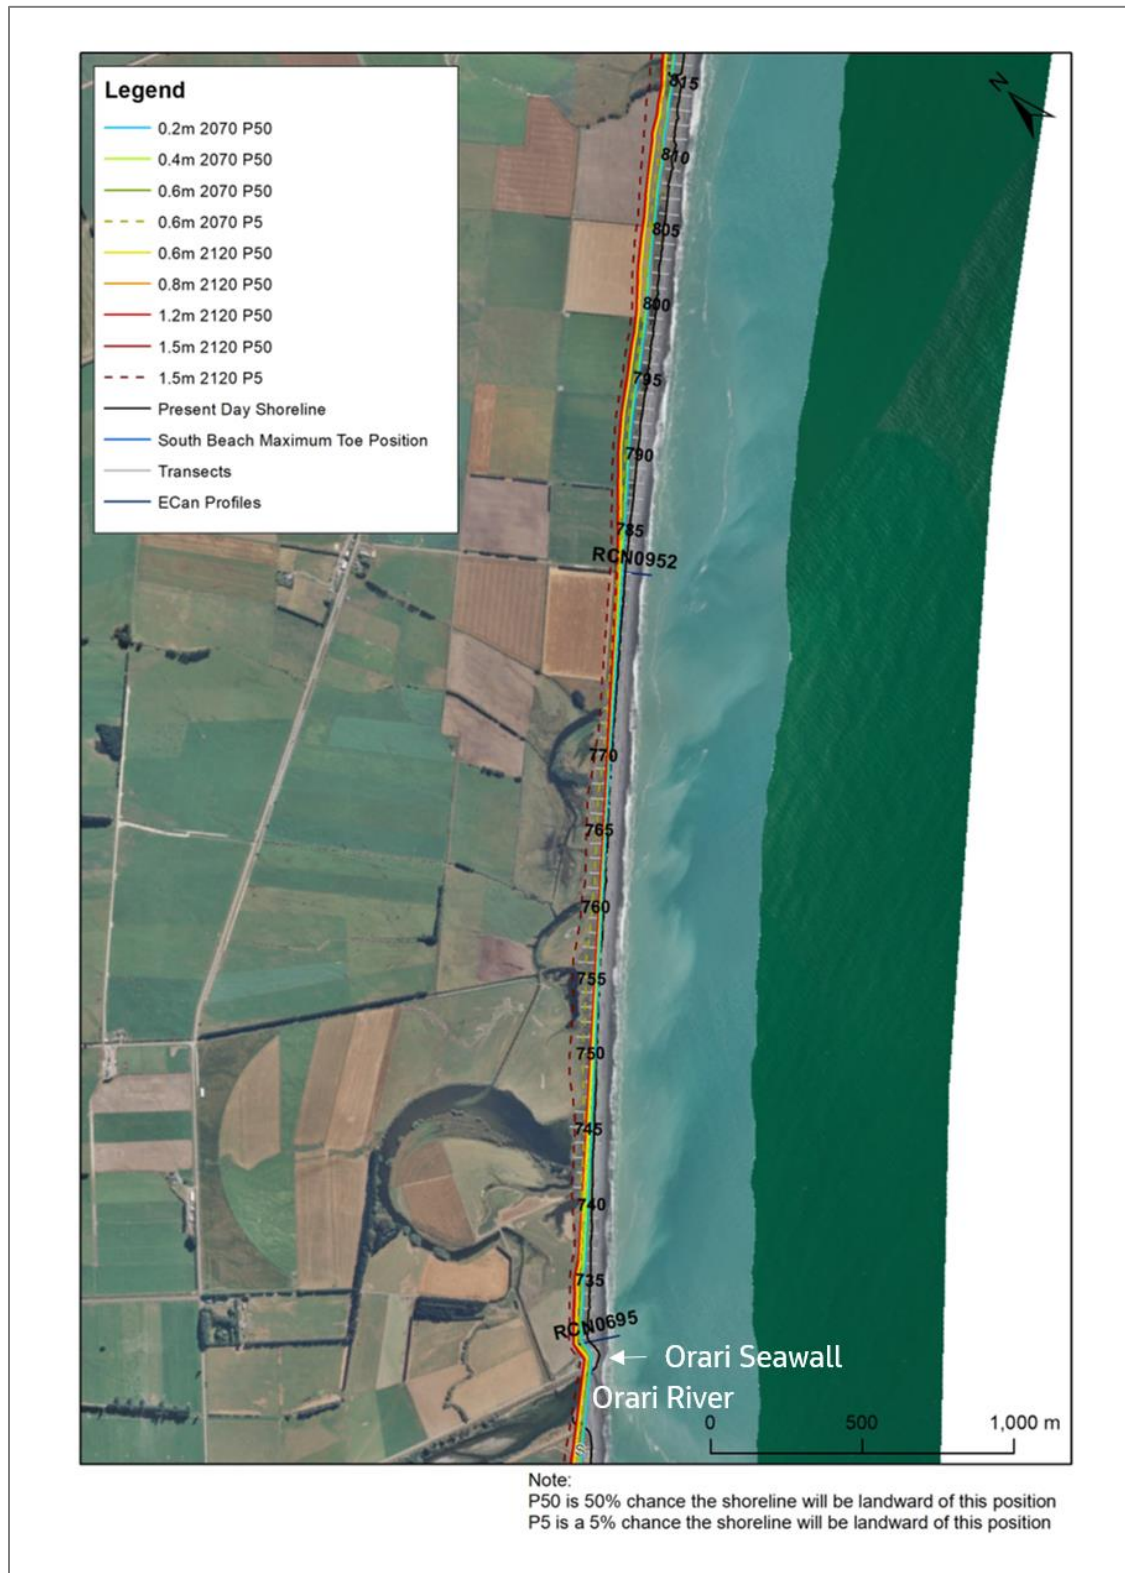 Legend
0.2m 2070 P50
0.4m 2070 P50
0.6m 2070 P50
0.6m 2070 P5
0.6m 2120 P50
0.8m 2120 P50
1.2m 2120 P50
1.5m 2120 P50
1.5m 2120 P5
Present Day Shoreline
South Beach Maximum Toe Position
Transects
ECan Profiles
N
815
810
805
800
795
790
785
RCN0952
770
765
760
755
750
745
740
735
RCN0695
Orari Seawall
Orari River
0 500 1,000 m
Note:
P50 is 50% chance the shoreline will be landward of this position
P5 is a 5% chance the shoreline will be landward of this position